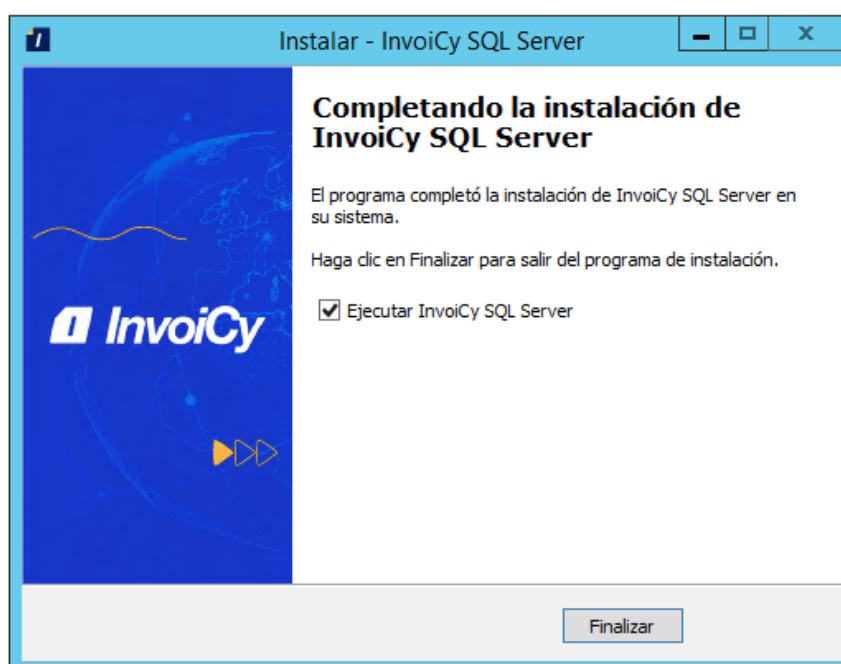 Instalar - InvoiCy SQL Server
Completando la instalación de
InvoiCy SQL Server
El programa completó la instalación de InvoiCy SQL Server en
su sistema.
Haga clic en Finalizar para salir del programa de instalación.
Ejecutar InvoiCy SQL Server
InvoiCy
Finalizar